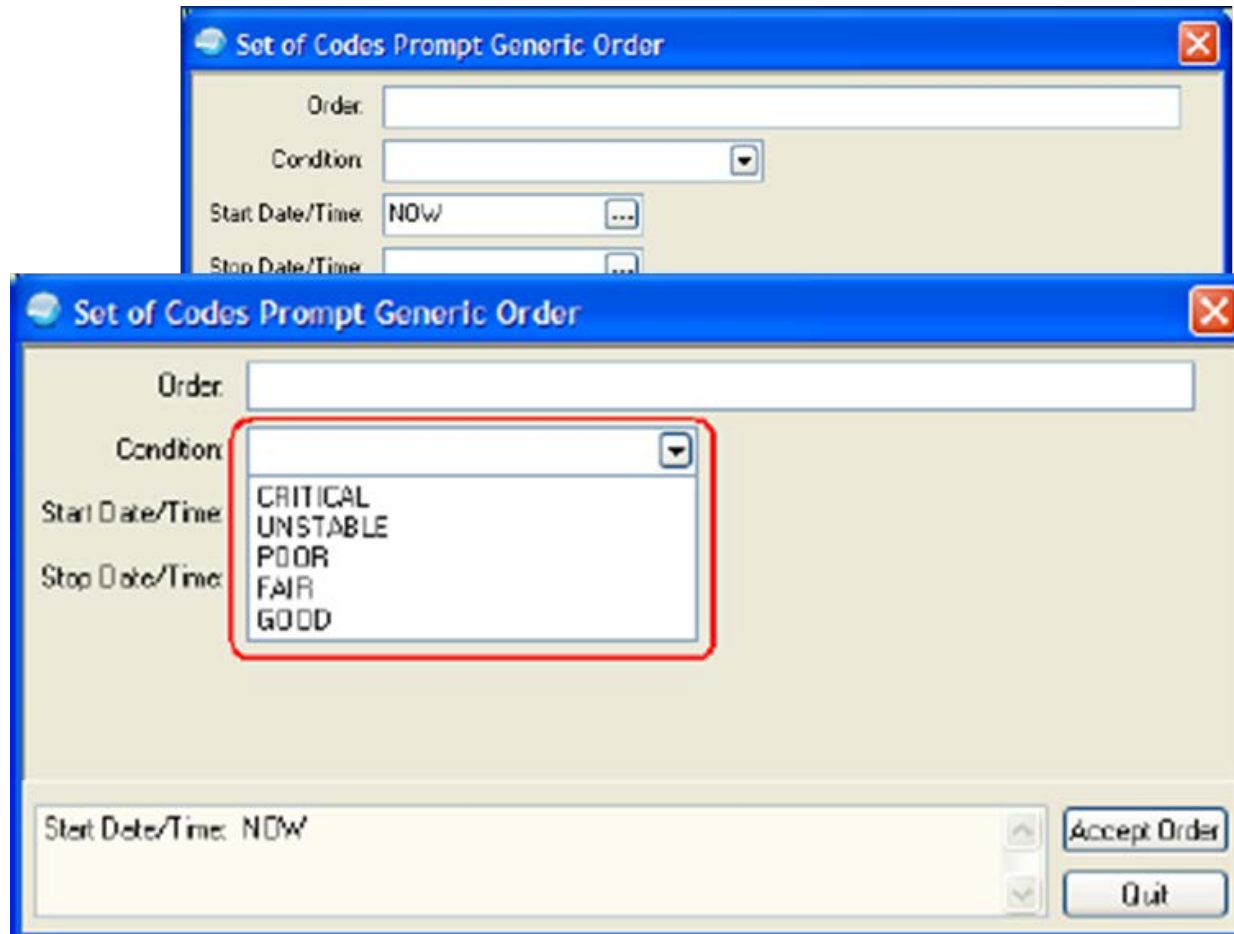 Set of Codes Prompt Generic Order
Order:
Condition:
Start Date/Time: NOW ...
Stop Date/Time: ...
Set of Codes Prompt Generic Order
Order:
Condition:
CRITICAL
Start Date/Time:
UNSTABLE
POOR
Stop Date/Time:
FAIR
GOOD
Start Date/Time: NOW
Accept Order
Quit